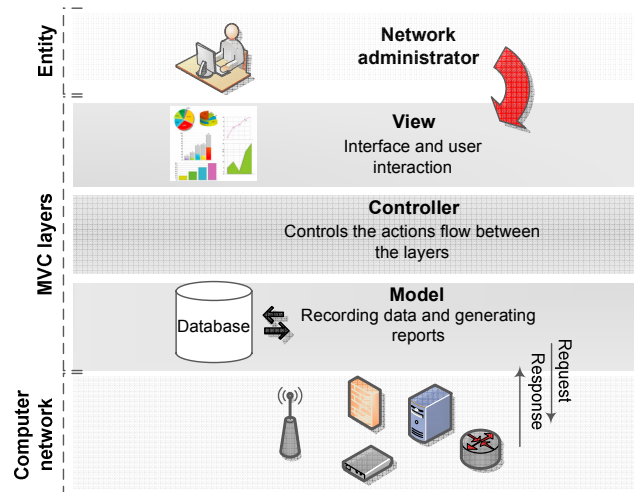 Entity
Network
administrator
MVC layers
View
Interface and user
interaction
Controller
Controls the actions flow between
the layers
Model
Recording data and generating
reports
Database
Request
Response
Computer
network